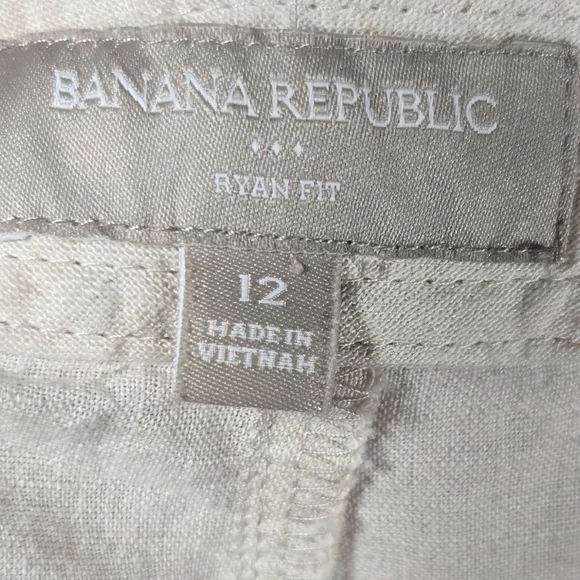 BANANA REPUBLIC
RYAN FIT
12
MADE IN
VIETNAM